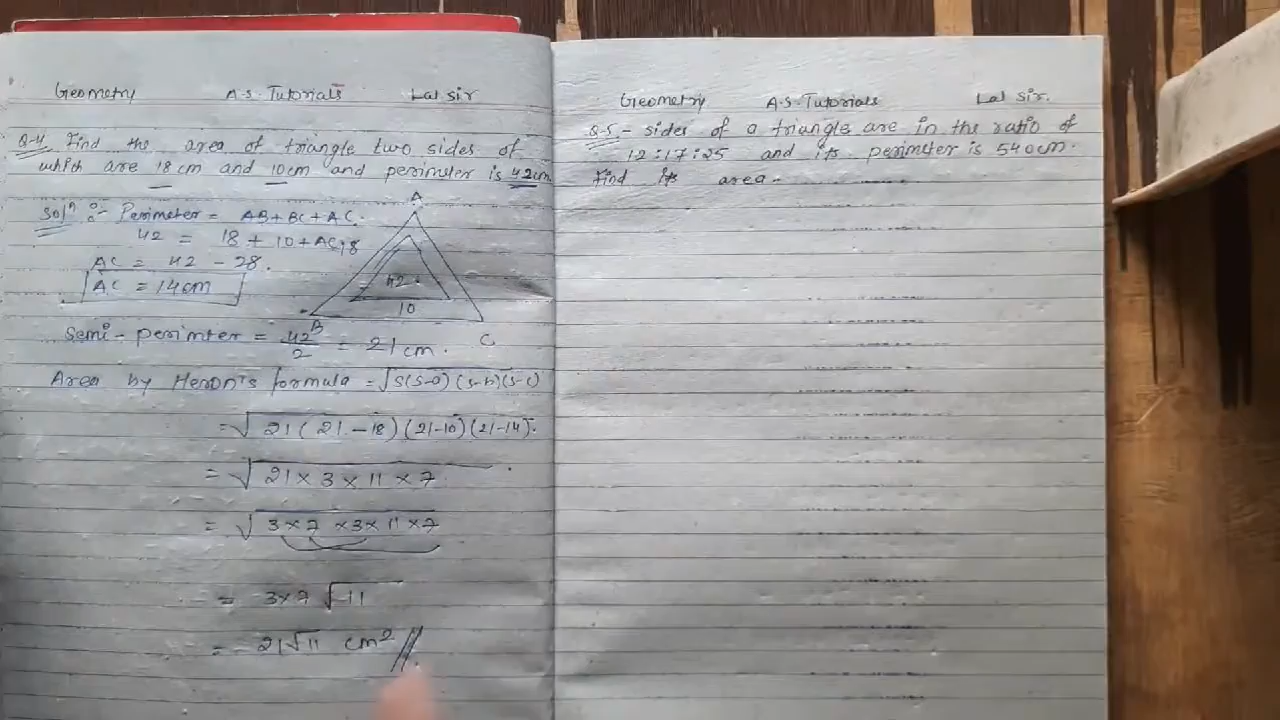 Geometry A.S. Tutorials Lal sir
Q-4 Find the area of triangle two sides of
which are 18 cm and 10cm and perimeter is 42cm
Solⁿ :- Perimeter = AB + BC + AC.
42 = 18 + 10 + AC
AC = 42 - 28.
AC = 14cm
A
18
42
10
B
C
Semi-perimter = 42/2 = 21cm.
Area by Heron's formula = √s(s-a)(s-b)(s-c)
= √21(21-18)(21-10)(21-14).
= √21 × 3 × 11 × 7
= √3×7 ×3×11×7
= 3×7 √11
= 21√11 cm²
Geometry A.S. Tutorials Lal sir.
Q.5 - sides of a triangle are in the ratio of
12:17:25 and its perimeter is 540cm.
Find its area.